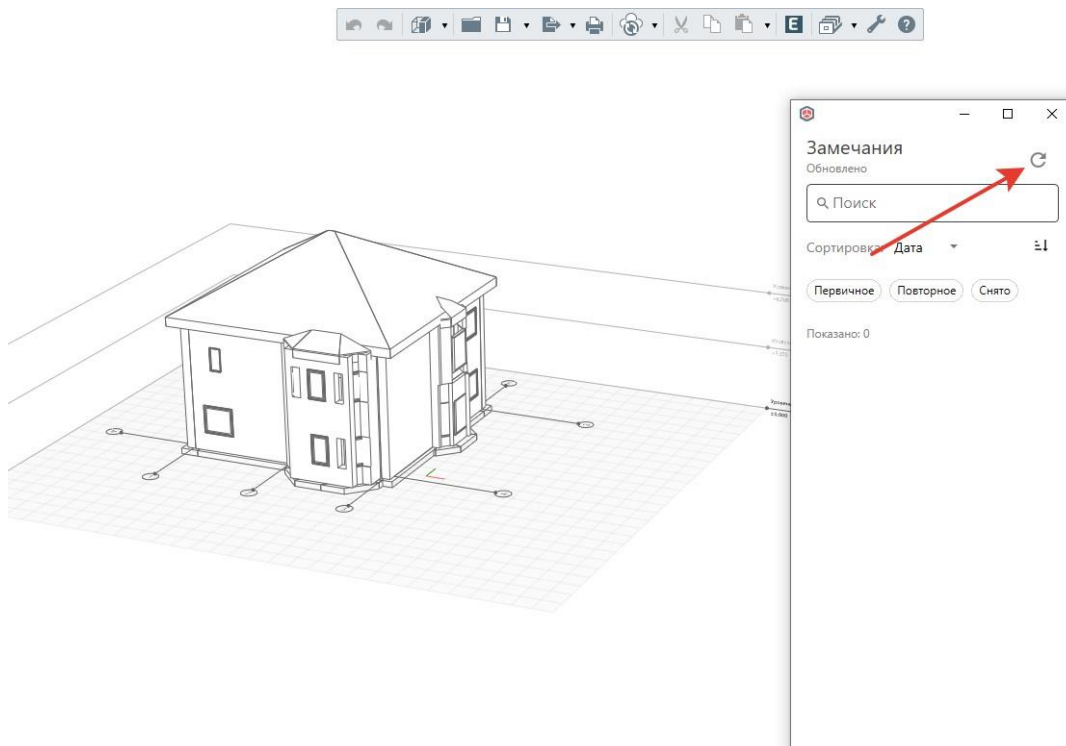 E
Замечания
Обновлено
Поиск
Сортировка: Дата
Первичное Повторное Снято
Показано: 0